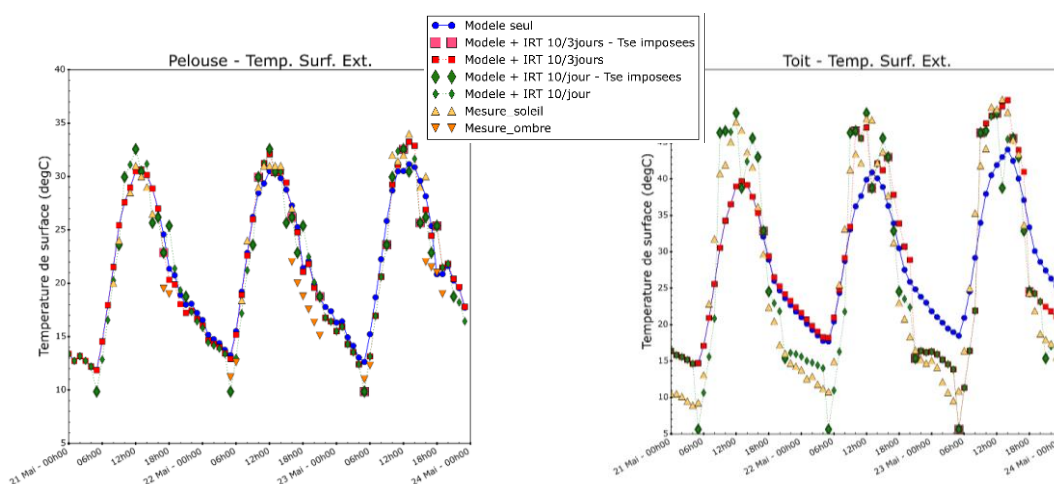 Modele seul
Modele + IRT 10/3jours - Tse imposees
Modele + IRT 10/3jours
Modele + IRT 10/jour - Tse imposees
Modele + IRT 10/jour
Mesure_soleil
Mesure_ombre
Pelouse - Temp. Surf. Ext.
Temperature de surface (degC)
40
35
30
25
20
15
10
5
21 Mai - 00h00
06h00
12h00
18h00
22 Mai - 00h00
06h00
12h00
18h00
23 Mai - 00h00
06h00
12h00
18h00
24 Mai - 00h00
Toit - Temp. Surf. Ext.
Temperature de surface (degC)
40
35
30
25
20
15
10
5
21 Mai - 00h00
06h00
12h00
18h00
22 Mai - 00h00
06h00
12h00
18h00
23 Mai - 00h00
06h00
12h00
18h00
24 Mai - 00h00